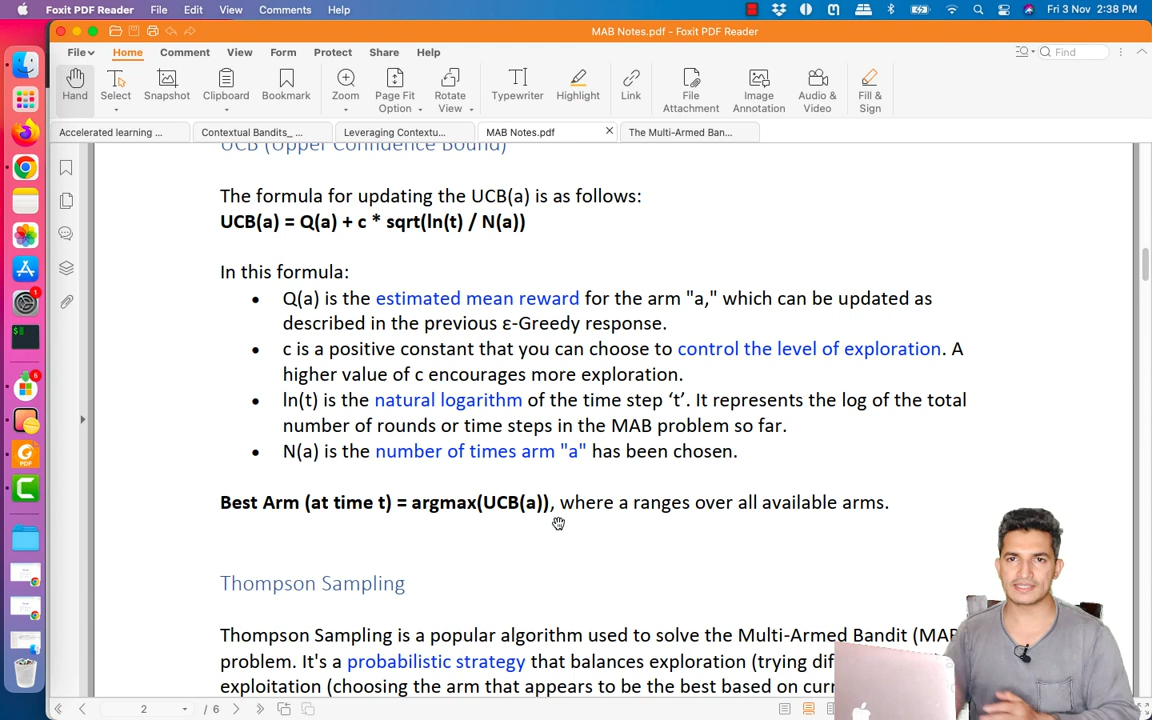 Foxit PDF Reader File Edit View Comments Help Fri 3 Nov 2:38 PM
MAB Notes.pdf - Foxit PDF Reader
File Home Comment View Form Protect Share Help Find
Hand Select Snapshot Clipboard Bookmark Zoom Page Fit Option Rotate View Typewriter Highlight Link File Attachment Image Annotation Audio & Video Fill & Sign
Accelerated learning ... Contextual Bandits_ ... Leveraging Contextu... MAB Notes.pdf The Multi-Armed Ban...
UCB (Upper Confidence Bound)
The formula for updating the UCB(a) is as follows:
UCB(a) = Q(a) + c * sqrt(ln(t) / N(a))
In this formula:
• Q(a) is the estimated mean reward for the arm "a," which can be updated as
described in the previous ε-Greedy response.
• c is a positive constant that you can choose to control the level of exploration. A
higher value of c encourages more exploration.
• ln(t) is the natural logarithm of the time step ‘t’. It represents the log of the total
number of rounds or time steps in the MAB problem so far.
• N(a) is the number of times arm "a" has been chosen.
Best Arm (at time t) = argmax(UCB(a)), where a ranges over all available arms.
Thompson Sampling
Thompson Sampling is a popular algorithm used to solve the Multi-Armed Bandit (MAB
problem. It's a probabilistic strategy that balances exploration (trying
exploitation (choosing the arm that appears to be the best based on
2 / 6